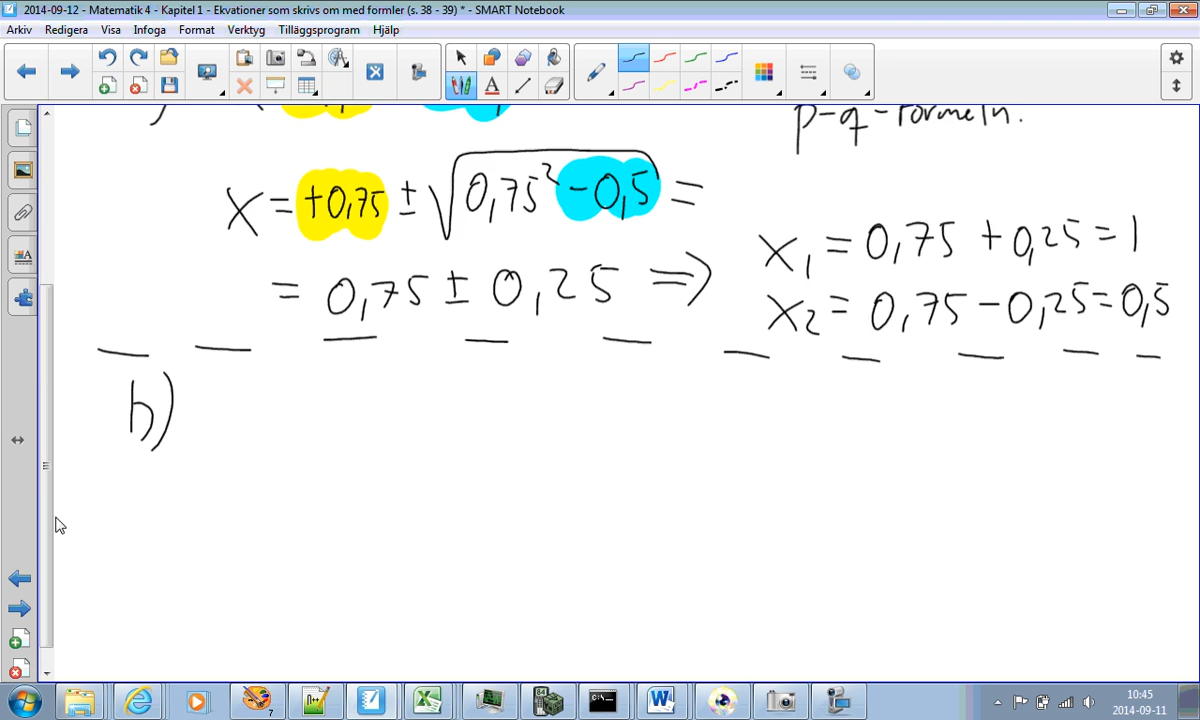 2014-09-12 - Matematik 4 - Kapitel 1 - Ekvationer som skrivs om med formler (s. 38 - 39) * - SMART Notebook
Arkiv Redigera Visa Infoga Format Verktyg Tilläggsprogram Hjälp
p-q-formeln.
x = +0,75 ± √0,75² -0,5 =
= 0,75 ± 0,25 ⇒
x₁ = 0,75 + 0,25 = 1
x₂ = 0,75 - 0,25 = 0,5
b)
10:45
2014-09-11